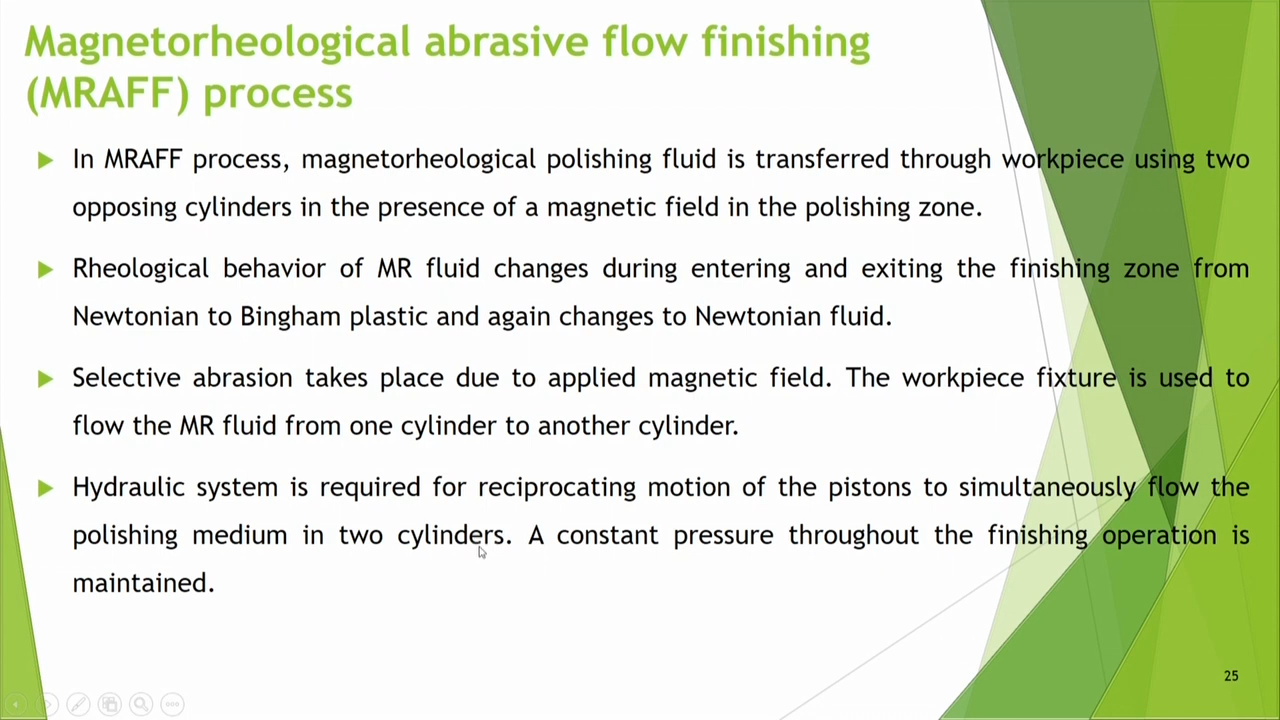 Magnetorheological abrasive flow finishing
(MRAFF) process
In MRAFF process, magnetorheological polishing fluid is transferred through workpiece using two
opposing cylinders in the presence of a magnetic field in the polishing zone.
Rheological behavior of MR fluid changes during entering and exiting the finishing zone from
Newtonian to Bingham plastic and again changes to Newtonian fluid.
Selective abrasion takes place due to applied magnetic field. The workpiece fixture is used to
flow the MR fluid from one cylinder to another cylinder.
Hydraulic system is required for reciprocating motion of the pistons to simultaneously flow the
polishing medium in two cylinders. A constant pressure throughout the finishing operation is
maintained.
25